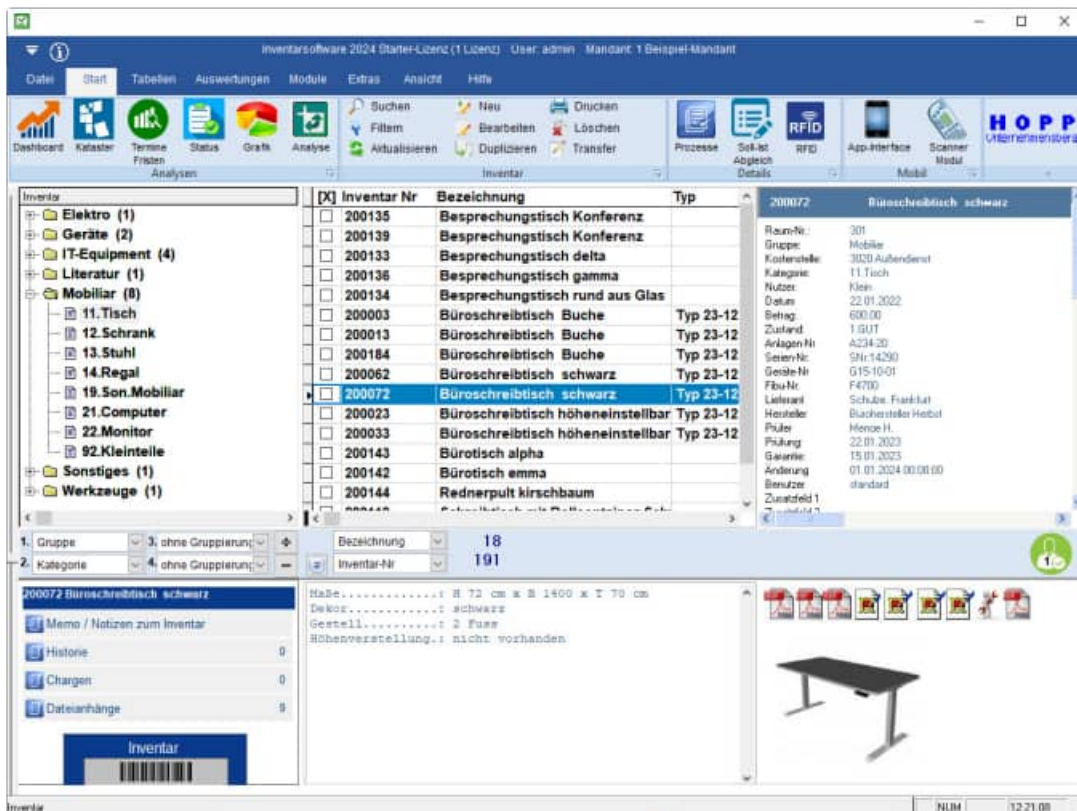 Inventarsoftware 2024 Starter-Lizenz (1 Lizenz) User: admin Mandant: 1 Beispiel-Mandant
Datei Start Tabellen Auswertungen Module Extras Ansicht Hilfe
Suchen Neu Drucken
Filtern Bearbeiten Löschen
Aktualisieren Duplizieren Transfer
Dashboard Kataster Termine Fristen Status Grafik Analyse
Prozesse Soll-Ist Abgleich RFID RFID App-Interface Scanner Modul
HOPP
Unternehmensbera
Analysen Inventar Details Mobil
Inventar
Elektro (1)
Geräte (2)
IT-Equipment (4)
Literatur (1)
Mobiliar (8)
11.Tisch
12.Schrank
13.Stuhl
14.Regal
19.Son.Mobiliar
21.Computer
22.Monitor
92.Kleinteile
Sonstiges (1)
Werkzeuge (1)
[X] Inventar Nr Bezeichnung Typ
200135 Besprechungstisch Konferenz
200139 Besprechungstisch Konferenz
200133 Besprechungstisch delta
200136 Besprechungstisch gamma
200134 Besprechungstisch rund aus Glas
200003 Büroschreibtisch Buche Typ 23-12
200013 Büroschreibtisch Buche Typ 23-12
200184 Büroschreibtisch Buche Typ 23-12
200062 Büroschreibtisch schwarz Typ 23-12
200072 Büroschreibtisch schwarz Typ 23-12
200023 Büroschreibtisch höheneinstellbar Typ 23-12
200033 Büroschreibtisch höheneinstellbar Typ 23-12
200143 Bürotisch alpha
200142 Bürotisch emma
200144 Rednerpult kirschbaum
200072 Büroschreibtisch schwarz
Raum-Nr.: 301
Gruppe: Mobiliar
Kostenstelle: 3020 Außendienst
Kategorie: 11.Tisch
Nutzer: Klein
Datum: 22.01.2022
Betrag: 600.00
Zustand: 1.GUT
Anlagen-Nr: A234-20
Serien-Nr.: SNr.14290
Geräte-Nr: G15-10-01
Fibu-Nr.: F4700
Lieferant: Schube, Frankfurt
Hersteller: Bürohersteller Herbst
Prüfer: H.
Prüfung: 22.01.2023
Garantie: 15.01.2023
Änderung: 01.01.2024 00:00:00
Benutzer: standard
Zusatzfeld 1
1. Gruppe 3. ohne Gruppierung Bezeichnung 18
2. Kategorie 4. ohne Gruppierung Inventar-Nr 191
1
200072 Büroschreibtisch schwarz
Memo / Notizen zum Inventar
Historie 0
Chargen 0
Dateianhänge 9
Inventar
Maße.............: H 72 cm x B 1400 x T 70 cm
Dekor............: schwarz
Gestell..........: 2 Fuss
Höhenverstellung.: nicht vorhanden
Inventar NUM 12:21:08